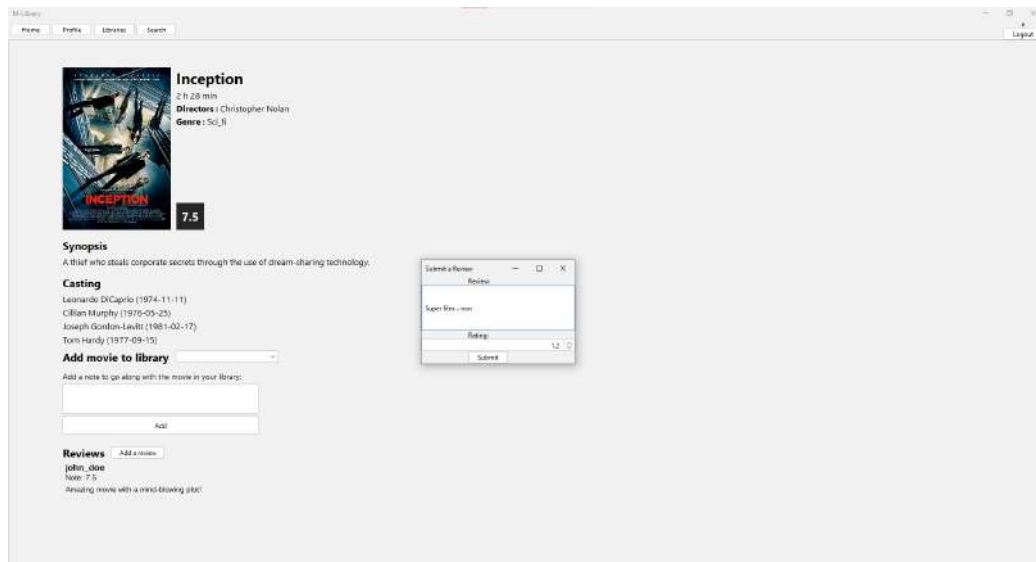 Home Profile Libraries Search
Logout
Inception
2 h 28 min
Directors : Christopher Nolan
Genre : Sci_fi
INCEPTION
7.5
Synopsis
A thief who steals corporate secrets through the use of dream-sharing technology.
Casting
Leonardo DiCaprio (1974-11-11)
Cillian Murphy (1976-05-25)
Joseph Gordon-Levitt (1981-02-17)
Tom Hardy (1977-09-15)
Add movie to library
Add a note to go along with the movie in your library:
Add
Reviews Add a review
john_doe
Note: 7.5
Amazing movie with a mind-blowing plot!
Submit a Review
Review:
Super film
Rating:
Submit